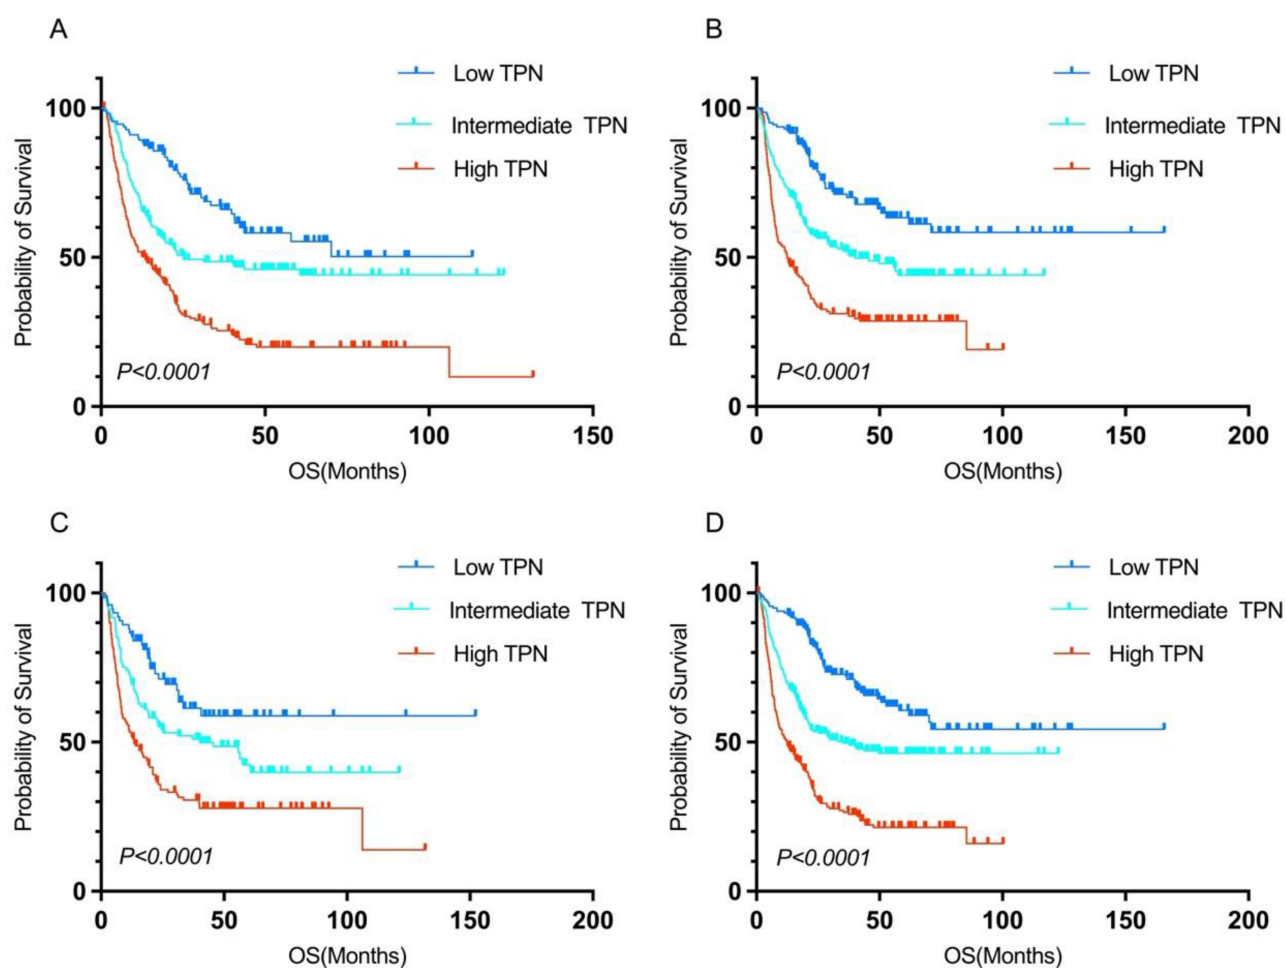 A
Low TPN
Intermediate TPN
High TPN
100
50
0
Probability of Survival
P<0.0001
0 50 100 150
OS(Months)
B
Low TPN
Intermediate TPN
High TPN
100
50
0
Probability of Survival
P<0.0001
0 50 100 150 200
OS(Months)
C
Low TPN
Intermediate TPN
High TPN
100
50
0
Probability of Survival
P<0.0001
0 50 100 150 200
OS(Months)
D
Low TPN
Intermediate TPN
High TPN
100
50
0
Probability of Survival
P<0.0001
0 50 100 150 200
OS(Months)